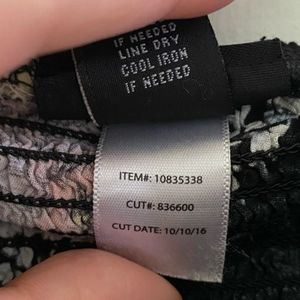 IF NEEDED
LINE DRY
COOL IRON
IF NEEDED
ITEM#: 10835338
CUT#: 836600
CUT DATE: 10/10/16